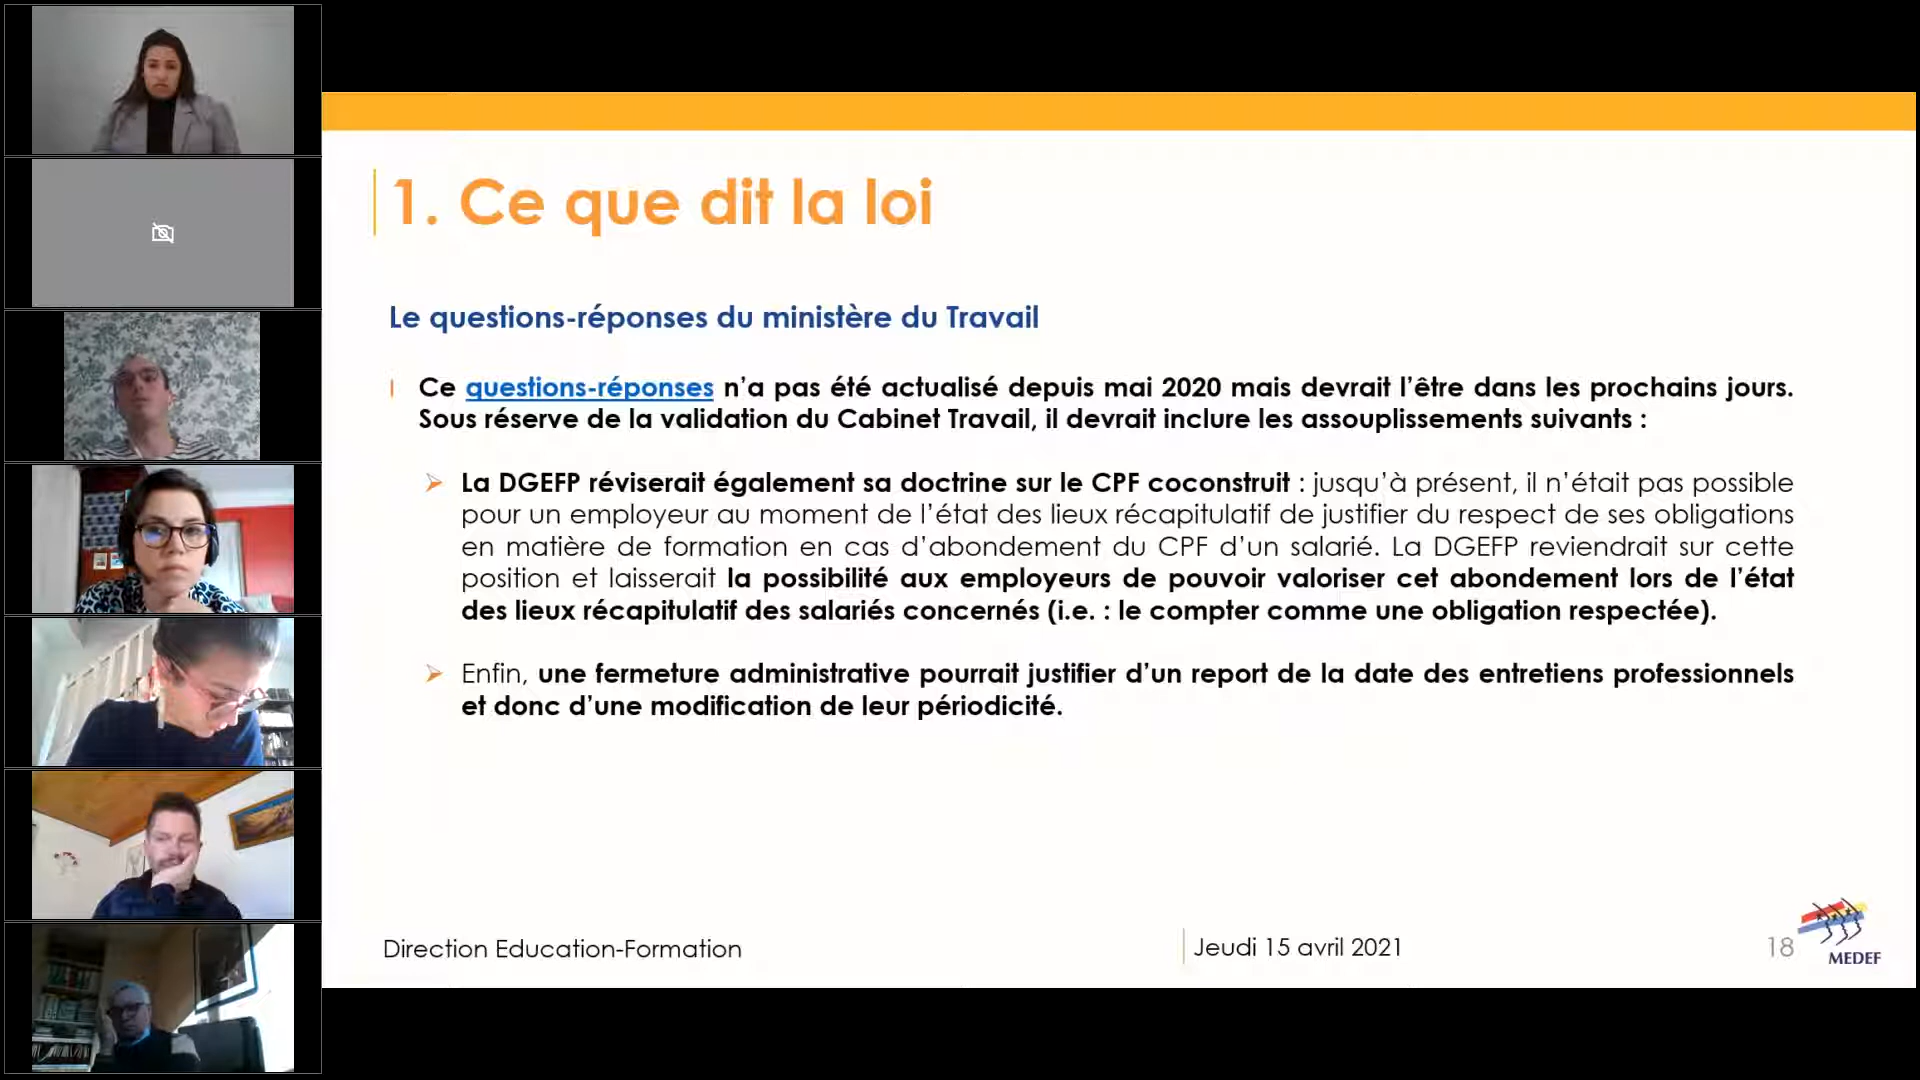 1. Ce que dit la loi
Le questions-réponses du ministère du Travail
Ce questions-réponses n’a pas été actualisé depuis mai 2020 mais devrait l’être dans les prochains jours.
Sous réserve de la validation du Cabinet Travail, il devrait inclure les assouplissements suivants :
La DGEFP réviserait également sa doctrine sur le CPF coconstruit : jusqu’à présent, il n’était pas possible
pour un employeur au moment de l’état des lieux récapitulatif de justifier du respect de ses obligations
en matière de formation en cas d’abondement du CPF d’un salarié. La DGEFP reviendrait sur cette
position et laisserait la possibilité aux employeurs de pouvoir valoriser cet abondement lors de l’état
des lieux récapitulatif des salariés concernés (i.e. : le compter comme une obligation respectée).
Enfin, une fermeture administrative pourrait justifier d’un report de la date des entretiens professionnels
et donc d’une modification de leur périodicité.
Direction Education-Formation
Jeudi 15 avril 2021
18
MEDEF